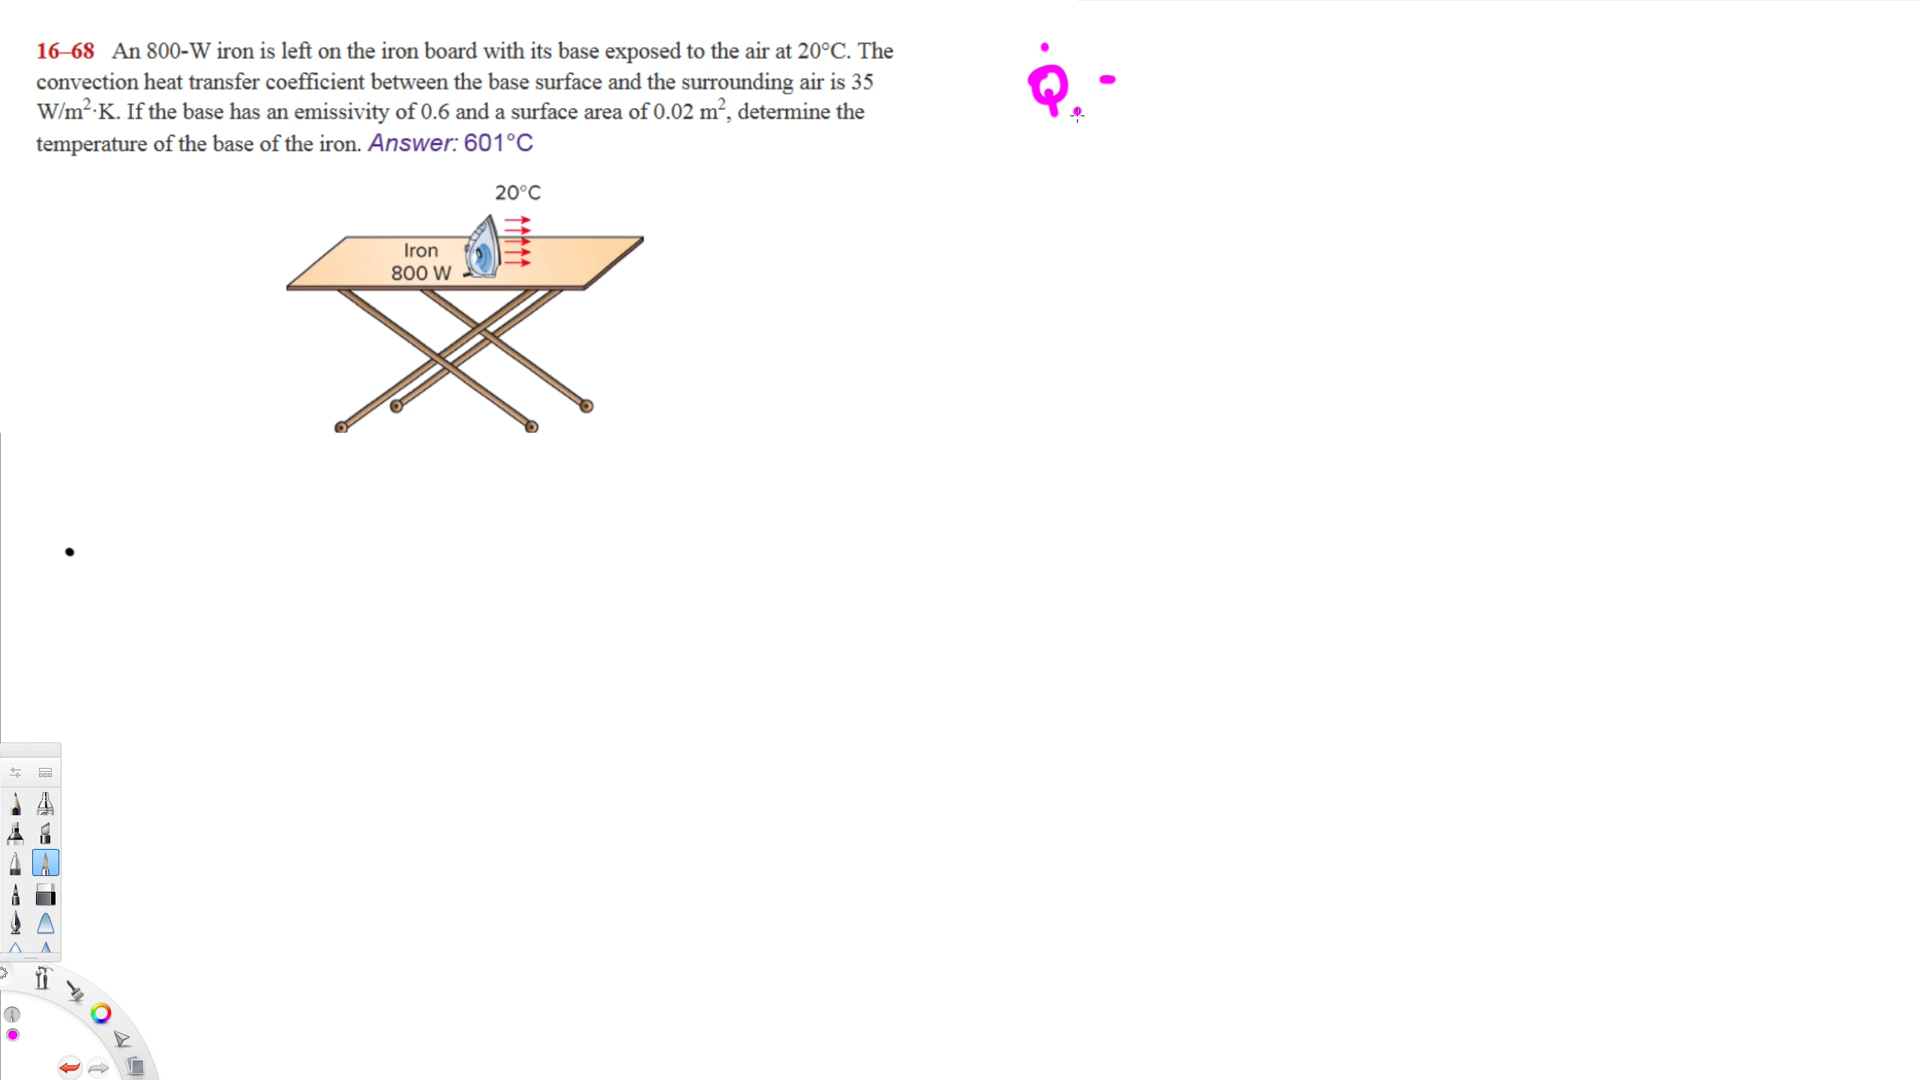 16–68 An 800-W iron is left on the iron board with its base exposed to the air at 20°C. The
convection heat transfer coefficient between the base surface and the surrounding air is 35
W/m²·K. If the base has an emissivity of 0.6 and a surface area of 0.02 m², determine the
temperature of the base of the iron. Answer: 601°C
20°C
Iron
800 W
Q̇ -